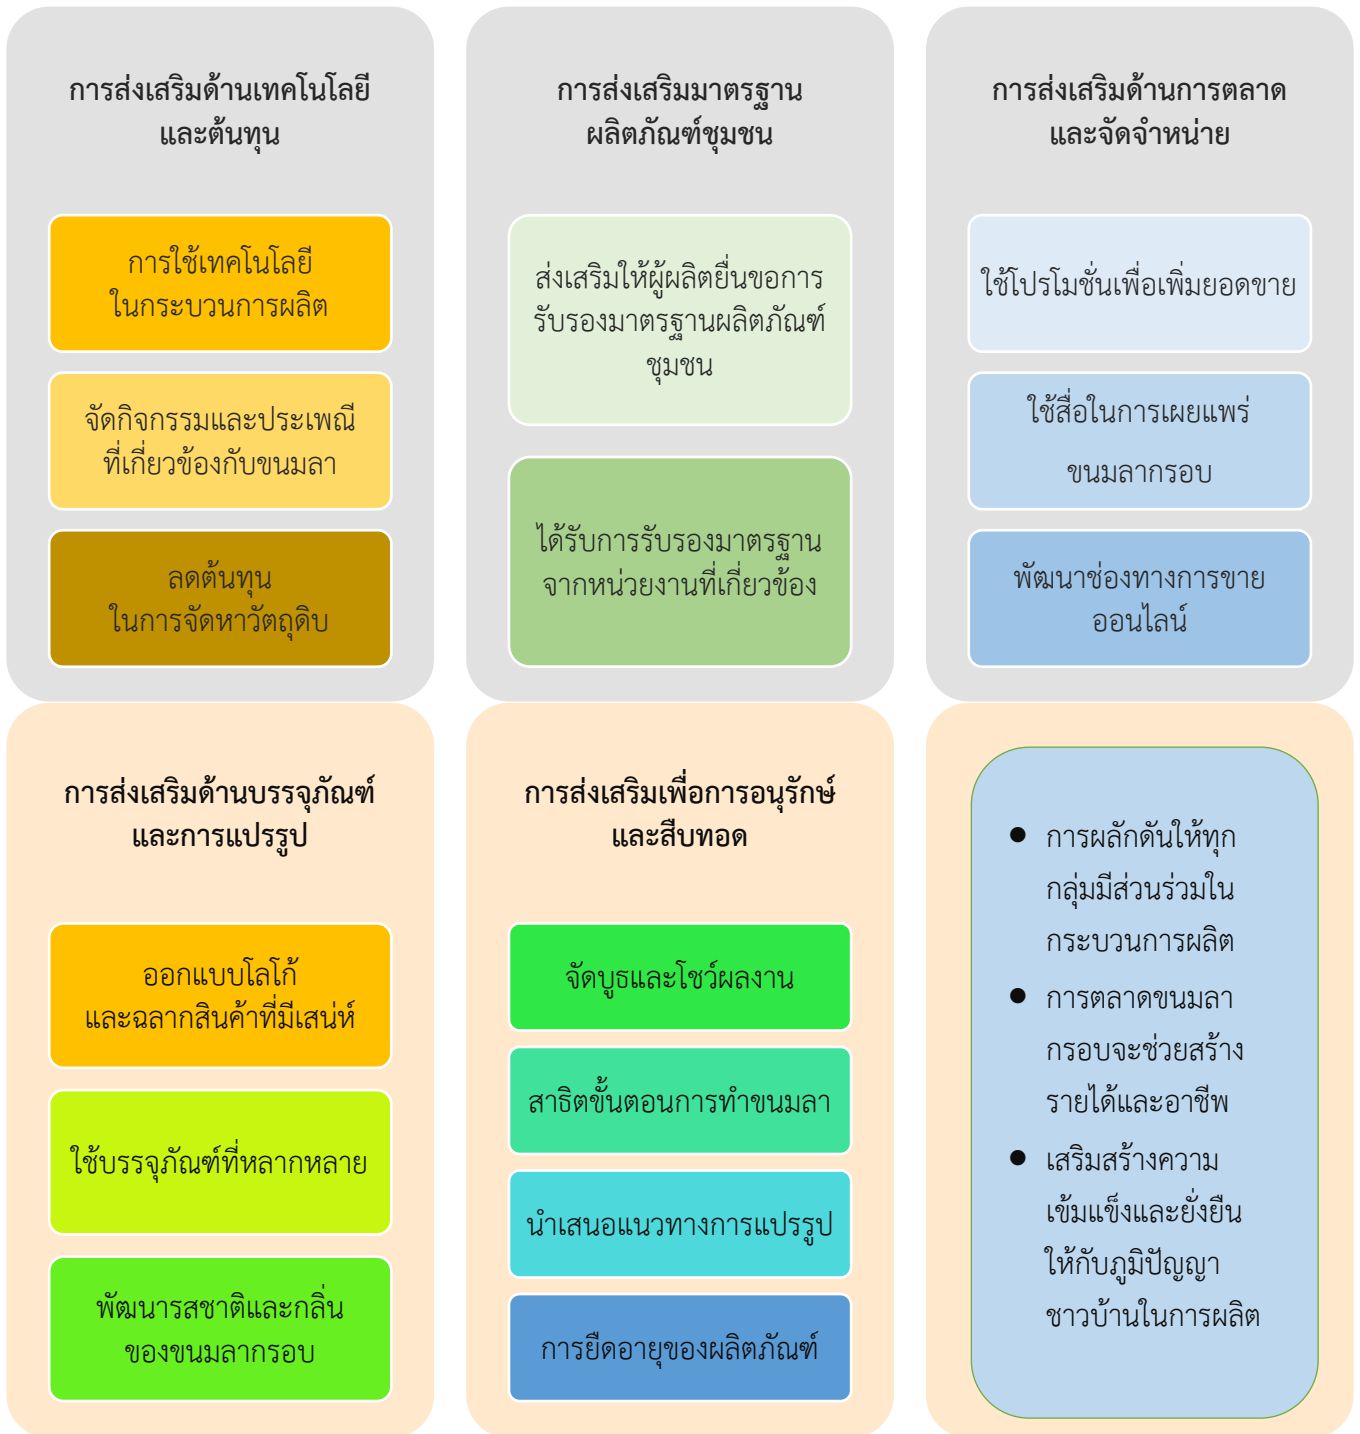 การส่งเสริมด้านเทคโนโลยี
และต้นทุน
การใช้เทคโนโลยี
ในกระบวนการผลิต
จัดกิจกรรมและประเพณี
ที่เกี่ยวข้องกับขนมลา
ลดต้นทุน
ในการจัดหาวัตถุดิบ
การส่งเสริมมาตรฐาน
ผลิตภัณฑ์ชุมชน
ส่งเสริมให้ผู้ผลิตยื่นขอการ
รับรองมาตรฐานผลิตภัณฑ์
ชุมชน
ได้รับการรับรองมาตรฐาน
จากหน่วยงานที่เกี่ยวข้อง
การส่งเสริมด้านการตลาด
และจัดจำหน่าย
ใช้โปรโมชั่นเพื่อเพิ่มยอดขาย
ใช้สื่อในการเผยแพร่
ขนมลากรอบ
พัฒนาช่องทางการขาย
ออนไลน์
การส่งเสริมด้านบรรจุภัณฑ์
และการแปรรูป
ออกแบบโลโก้
และฉลากสินค้าที่มีเสน่ห์
ใช้บรรจุภัณฑ์ที่หลากหลาย
พัฒนารสชาติและกลิ่น
ของขนมลากรอบ
การส่งเสริมเพื่อการอนุรักษ์
และสืบทอด
จัดบูธและโชว์ผลงาน
สาธิตขั้นตอนการทำขนมลา
นำเสนอแนวทางการแปรรูป
การยืดอายุของผลิตภัณฑ์
● การผลักดันให้ทุก
กลุ่มมีส่วนร่วมใน
กระบวนการผลิต
● การตลาดขนมลา
กรอบจะช่วยสร้าง
รายได้และอาชีพ
● เสริมสร้างความ
เข้มแข็งและยั่งยืน
ให้กับภูมิปัญญา
ชาวบ้านในการผลิต